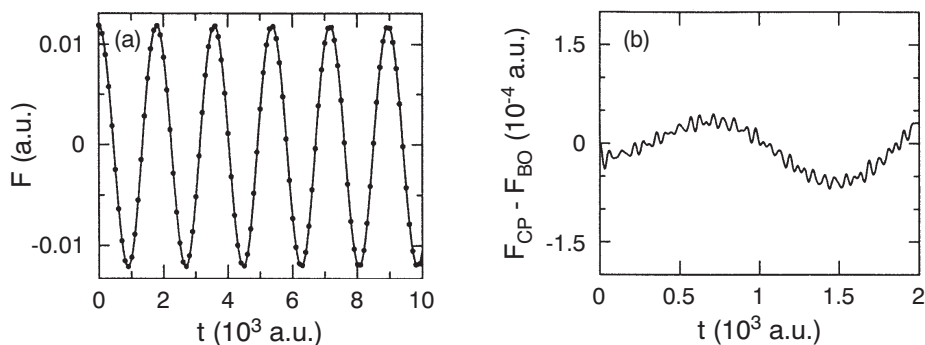 (a)
F (a.u.)
0.01
0
-0.01
0 2 4 6 8 10
t (10³ a.u.)
(b)
F_CP - F_BO (10⁻⁴ a.u.)
1.5
0
-1.5
0 0.5 1 1.5 2
t (10³ a.u.)